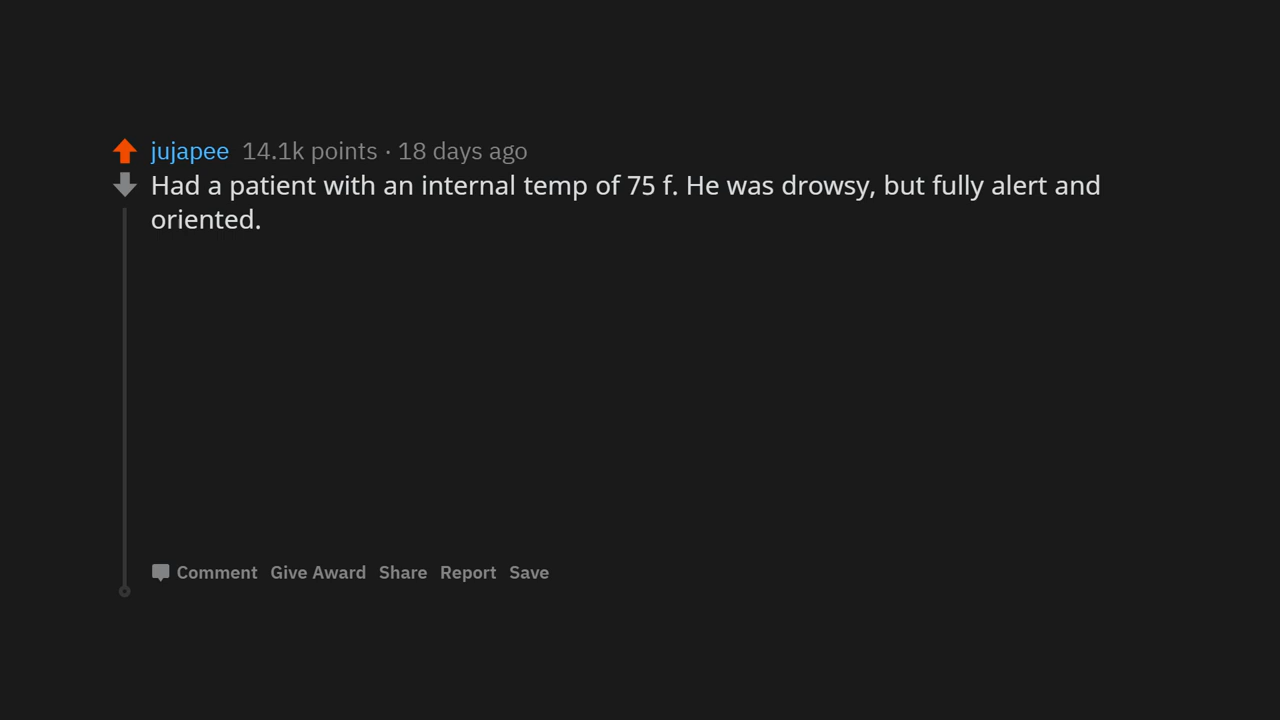 jujapee 14.1k points · 18 days ago
Had a patient with an internal temp of 75 f. He was drowsy, but fully alert and
oriented.
Comment Give Award Share Report Save